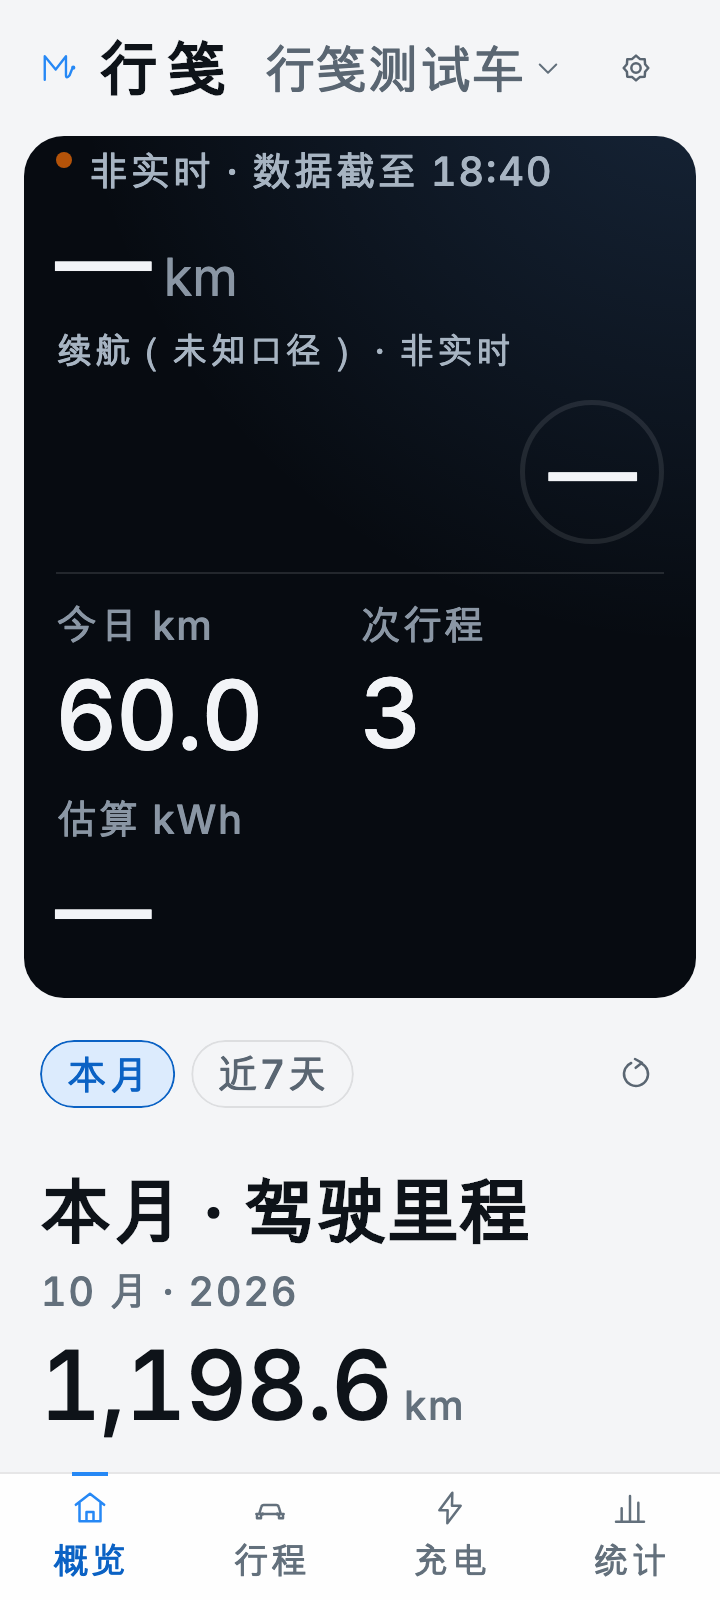 行笺 行笺测试车
非实时 · 数据截至 18:40
— km
续航 ( 未知口径 ) · 非实时
—
今日 km 次行程
60.0 3
估算 kWh
—
本月 近7天
本月 · 驾驶里程
10 月 · 2026
1,198.6 km
概览 行程 充电 统计